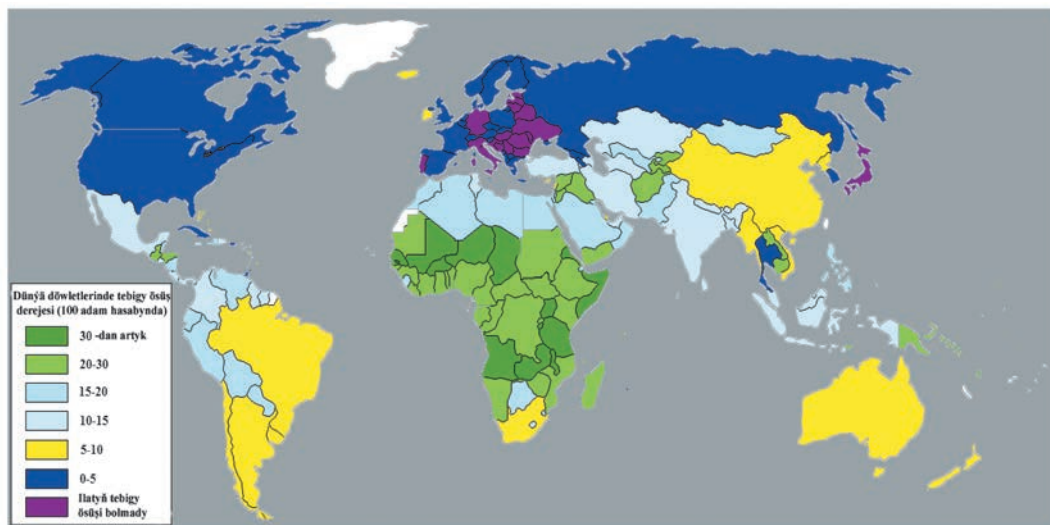 Dünýä döwletlerinde tebigy ösüş
derejesi (100 adam hasabynda)
30 -dan artyk
20-30
15-20
10-15
5-10
0-5
Ilatyň tebigy
ösüşi bolmady